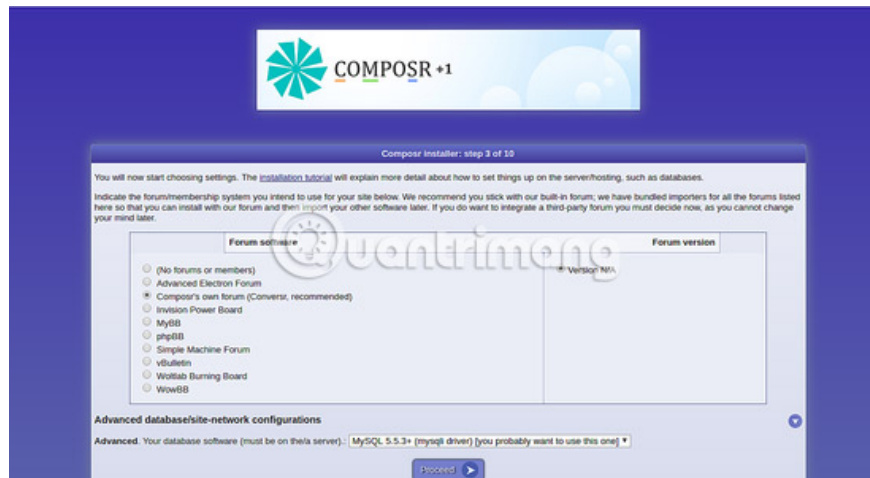 COMPOSR +1
Composr installer: step 3 of 10
You will now start choosing settings. The installation tutorial will explain more detail about how to set things up on the server/hosting, such as databases.
Indicate the forum/membership system you intend to use for your site below. We recommend you stick with our built-in forum; we have bundled importers for all the forums listed
here so that you can install with our forum and then import your other software later. If you do want to integrate a third-party forum you must decide now, as you cannot change
your mind later.
Forum software
Forum version
(No forums or members)
Advanced Electron Forum
Composr's own forum (Conversr, recommended)
Invision Power Board
MyBB
phpBB
Simple Machine Forum
vBulletin
Woltlab Burning Board
WowBB
Version N/A
Quantrimang
Advanced database/site-network configurations
Advanced. Your database software (must be on the/a server).: MySQL 5.5.3+ (mysqli driver) [you probably want to use this one]
Proceed